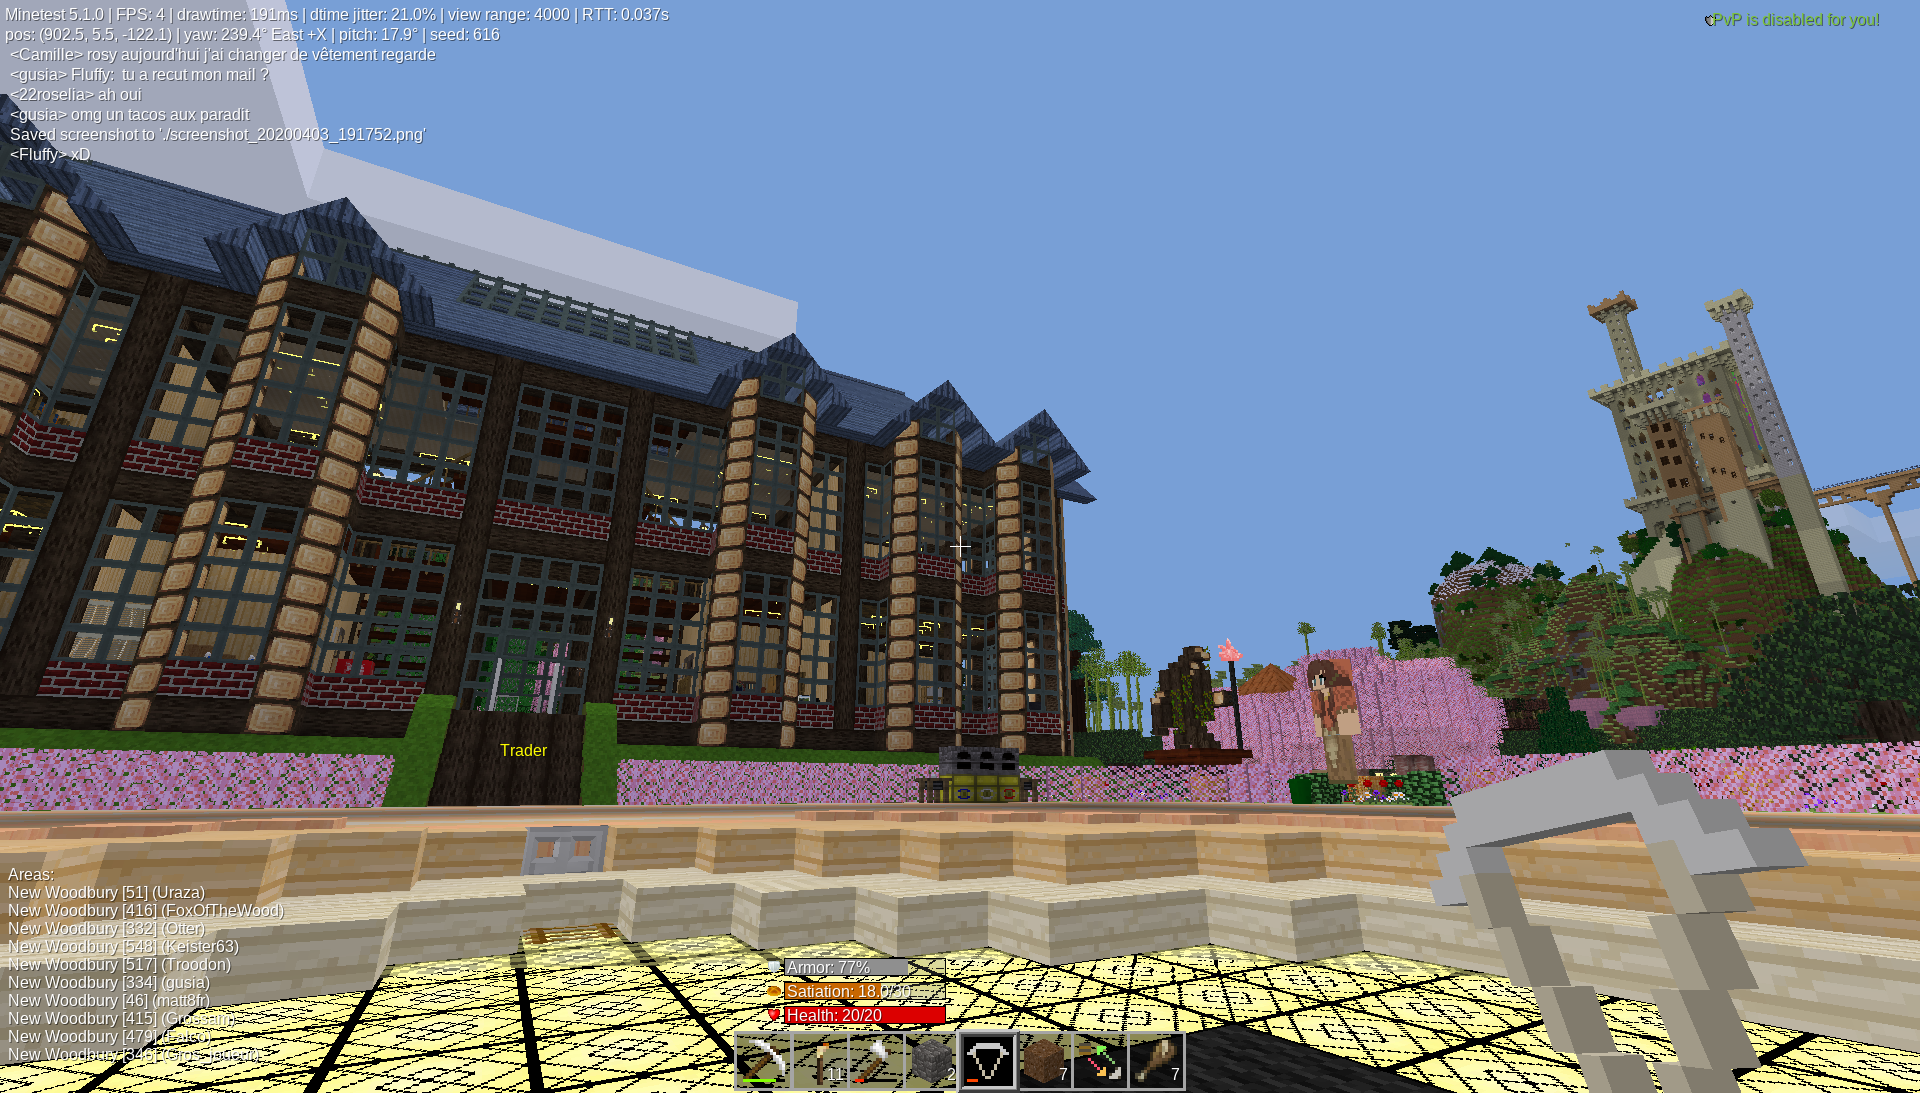 Minetest 5.1.0 | FPS: 4 | drawtime: 191ms | dtime jitter: 21.0% | view range: 4000 | RTT: 0.037s
pos: (902.5, 5.5, -122.1) | yaw: 239.4° East +X | pitch: 17.9° | seed: 616
PvP is disabled for you!
<Camille> rosy aujourd'hui j'ai changer de vêtement regarde
<gusia> Fluffy: tu a recut mon mail ?
<22roselia> ah oui
<gusia> omg un tacos aux paradit
Saved screenshot to './screenshot_20200403_191752.png'
<Fluffy> xD
Trader
Areas:
New Woodbury [51] (Uraza)
New Woodbury [416] (FoxOfTheWood)
New Woodbury [332] (Otter)
New Woodbury [548] (Keister63)
New Woodbury [517] (Troodon)
New Woodbury [334] (gusia)
New Woodbury [46] (matt8fr)
New Woodbury [415]
New Woodbury [479]
New Woodbury [346]
Armor: 77%
Satiation: 18.0/30
Health: 20/20
11
2
7
7